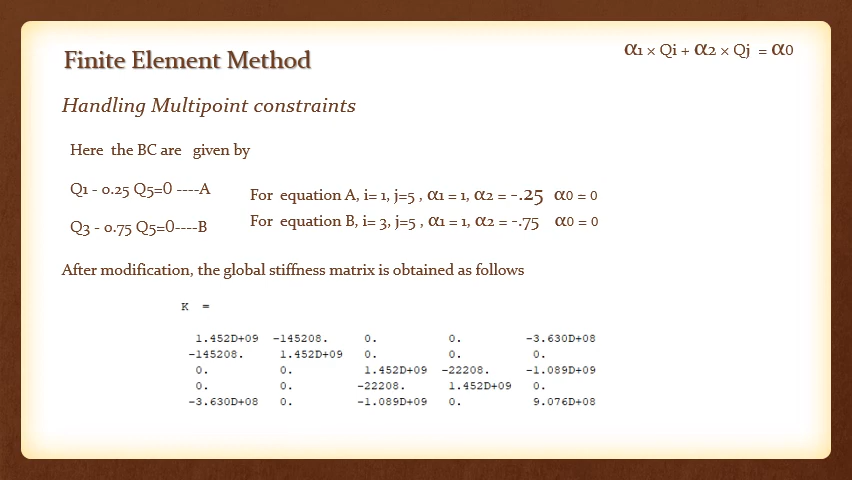 Finite Element Method
α1 × Qi + α2 × Qj = α0
Handling Multipoint constraints
Here the BC are given by
Q1 - 0.25 Q5=0 ----A
For equation A, i= 1, j=5 , α1 = 1, α2 = -.25 α0 = 0
For equation B, i= 3, j=5 , α1 = 1, α2 = -.75 α0 = 0
Q3 - 0.75 Q5=0----B
After modification, the global stiffness matrix is obtained as follows
K =
1.452D+09 -145208. 0. 0. -3.630D+08
-145208. 1.452D+09 0. 0. 0.
0. 0. 1.452D+09 -22208. -1.089D+09
0. 0. -22208. 1.452D+09 0.
-3.630D+08 0. -1.089D+09 0. 9.076D+08